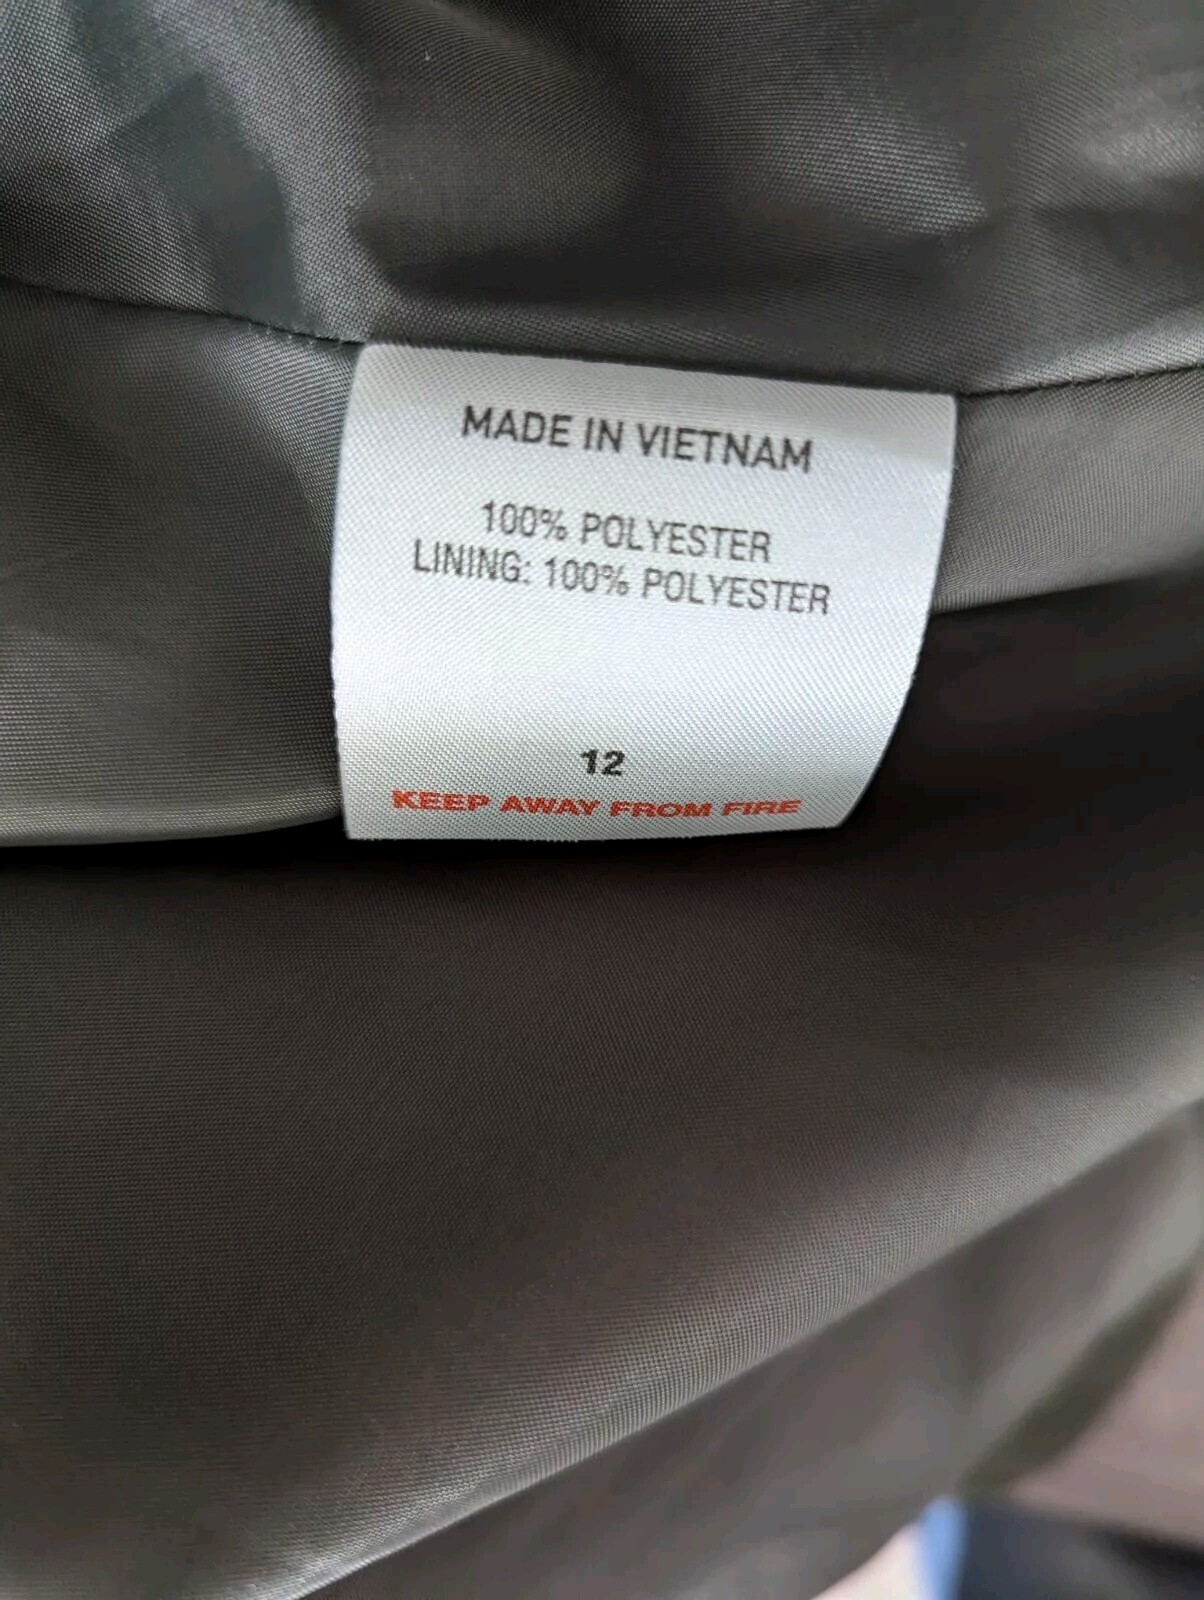 MADE IN VIETNAM
100% POLYESTER
LINING: 100% POLYESTER
12
KEEP AWAY FROM FIRE